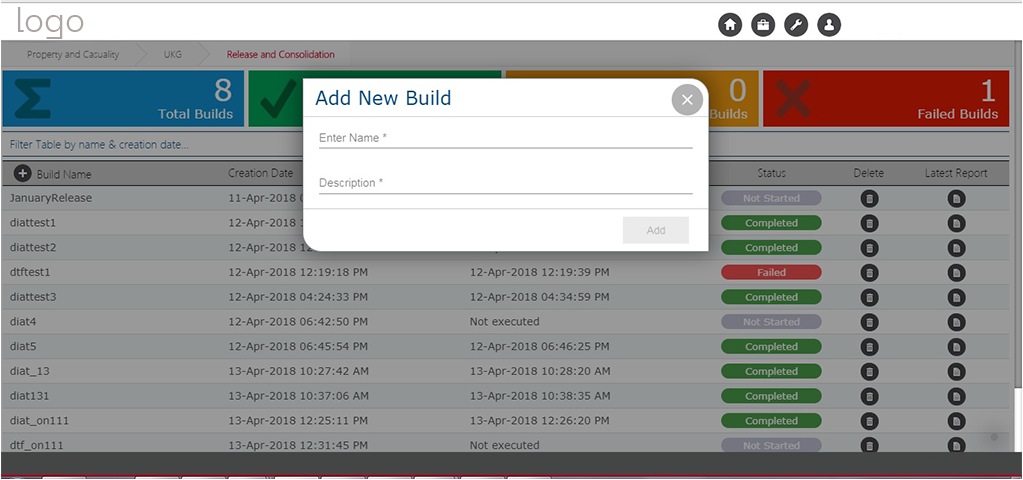 logo
Property and Casuality UKG Release and Consolidation
8 0 1
Total Builds Builds Failed Builds
Add New Build
Enter Name *
Description *
Add
Filter Table by name & creation date...
Build Name Creation Date Status Delete Latest Report
JanuaryRelease 11-Apr-2018 Not Started
diattest1 12-Apr-2018 Completed
diattest2 12-Apr-2018 Completed
dtftest1 12-Apr-2018 12:19:18 PM 12-Apr-2018 12:19:39 PM Failed
diattest3 12-Apr-2018 04:24:33 PM 12-Apr-2018 04:34:59 PM Completed
diat4 12-Apr-2018 06:42:50 PM Not executed Not Started
diat5 12-Apr-2018 06:45:54 PM 12-Apr-2018 06:46:25 PM Completed
diat_13 13-Apr-2018 10:27:42 AM 13-Apr-2018 10:28:20 AM Completed
diat131 13-Apr-2018 10:37:06 AM 13-Apr-2018 10:38:35 AM Completed
diat_on111 13-Apr-2018 12:25:11 PM 13-Apr-2018 12:26:20 PM Completed
dtf_on111 13-Apr-2018 12:31:45 PM Not executed Not Started